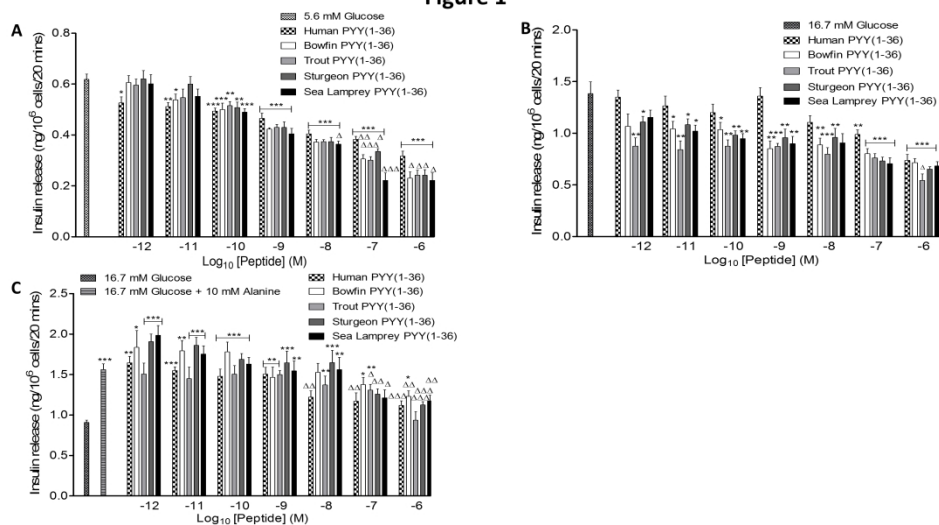 Figure 1
A
5.6 mM Glucose
Human PYY(1-36)
Bowfin PYY(1-36)
Trout PYY(1-36)
Sturgeon PYY(1-36)
Sea Lamprey PYY(1-36)
Insulin release (ng/10⁶ cells/20 mins)
0.8
0.6
0.4
0.2
0.0
-12
-11
-10
-9
-8
-7
-6
Log₁₀ [Peptide] (M)
B
16.7 mM Glucose
Human PYY(1-36)
Bowfin PYY(1-36)
Trout PYY(1-36)
Sturgeon PYY(1-36)
Sea Lamprey PYY(1-36)
Insulin release (ng/10⁶ cells/20 mins)
2.0
1.5
1.0
0.5
0.0
-12
-11
-10
-9
-8
-7
-6
Log₁₀ [Peptide] (M)
C
16.7 mM Glucose
16.7 mM Glucose + 10 mM Alanine
Human PYY(1-36)
Bowfin PYY(1-36)
Trout PYY(1-36)
Sturgeon PYY(1-36)
Sea Lamprey PYY(1-36)
Insulin release (ng/10⁶ cells/20 mins)
2.5
2.0
1.5
1.0
0.5
0.0
-12
-11
-10
-9
-8
-7
-6
Log₁₀ [Peptide] (M)